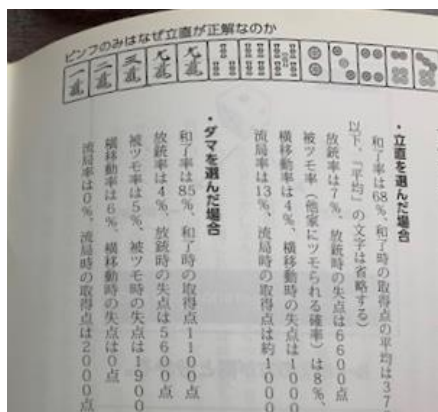 ピンフのみはなぜ立直が正解なのか
一萬 二萬 三萬 九萬 九萬
・立直を選んだ場合
和了率は68%、和了時の取得点の平均は37
以下、「平均」の文字は省略する)
放銃率は7%、放銃時の失点は6600点
被ツモ率(他家にツモられる確率)は8%、
横移動率は4%、横移動時の失点は1000
流局率は13%、流局時の取得点は約1000
・ダマを選んだ場合
和了率は85%、和了時の取得点1100点
放銃率は4%、放銃時の失点5600点
被ツモ率は5%、被ツモ時の失点は1900
横移動率は6%、横移動時の失点は0点
流局率は0%、流局時の取得点は2000点